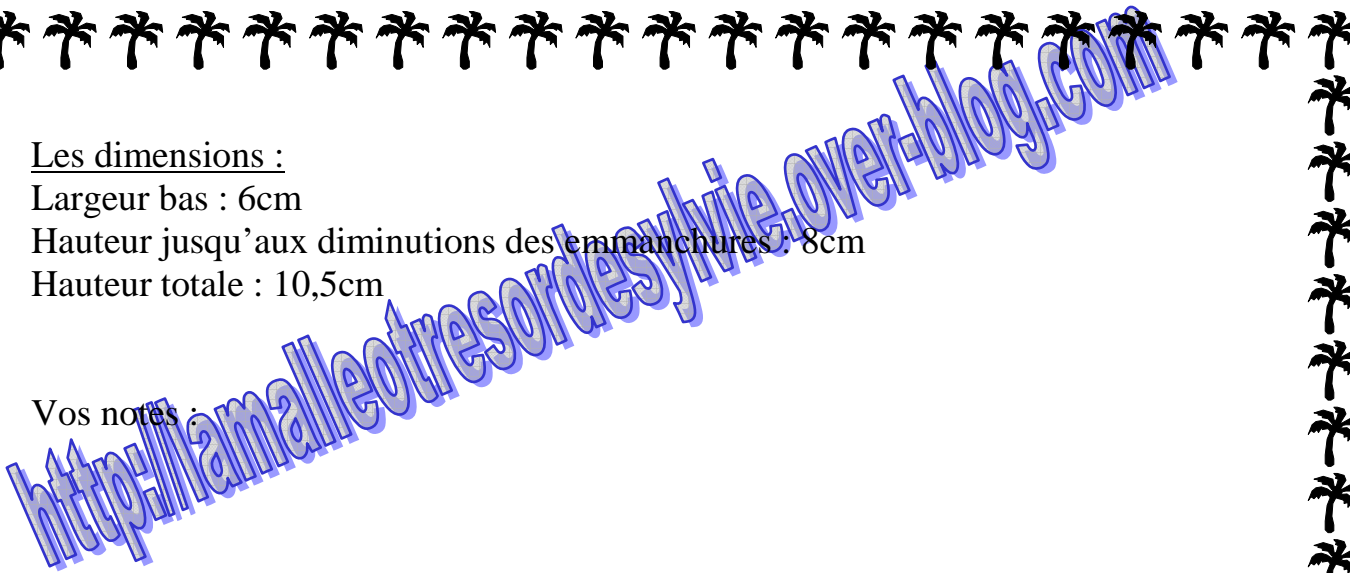 Les dimensions :
Largeur bas : 6cm
Hauteur jusqu’aux diminutions des emmanchures : 8cm
Hauteur totale : 10,5cm
Vos notes :
http://lamalleotresordesylvie.over-blog.com